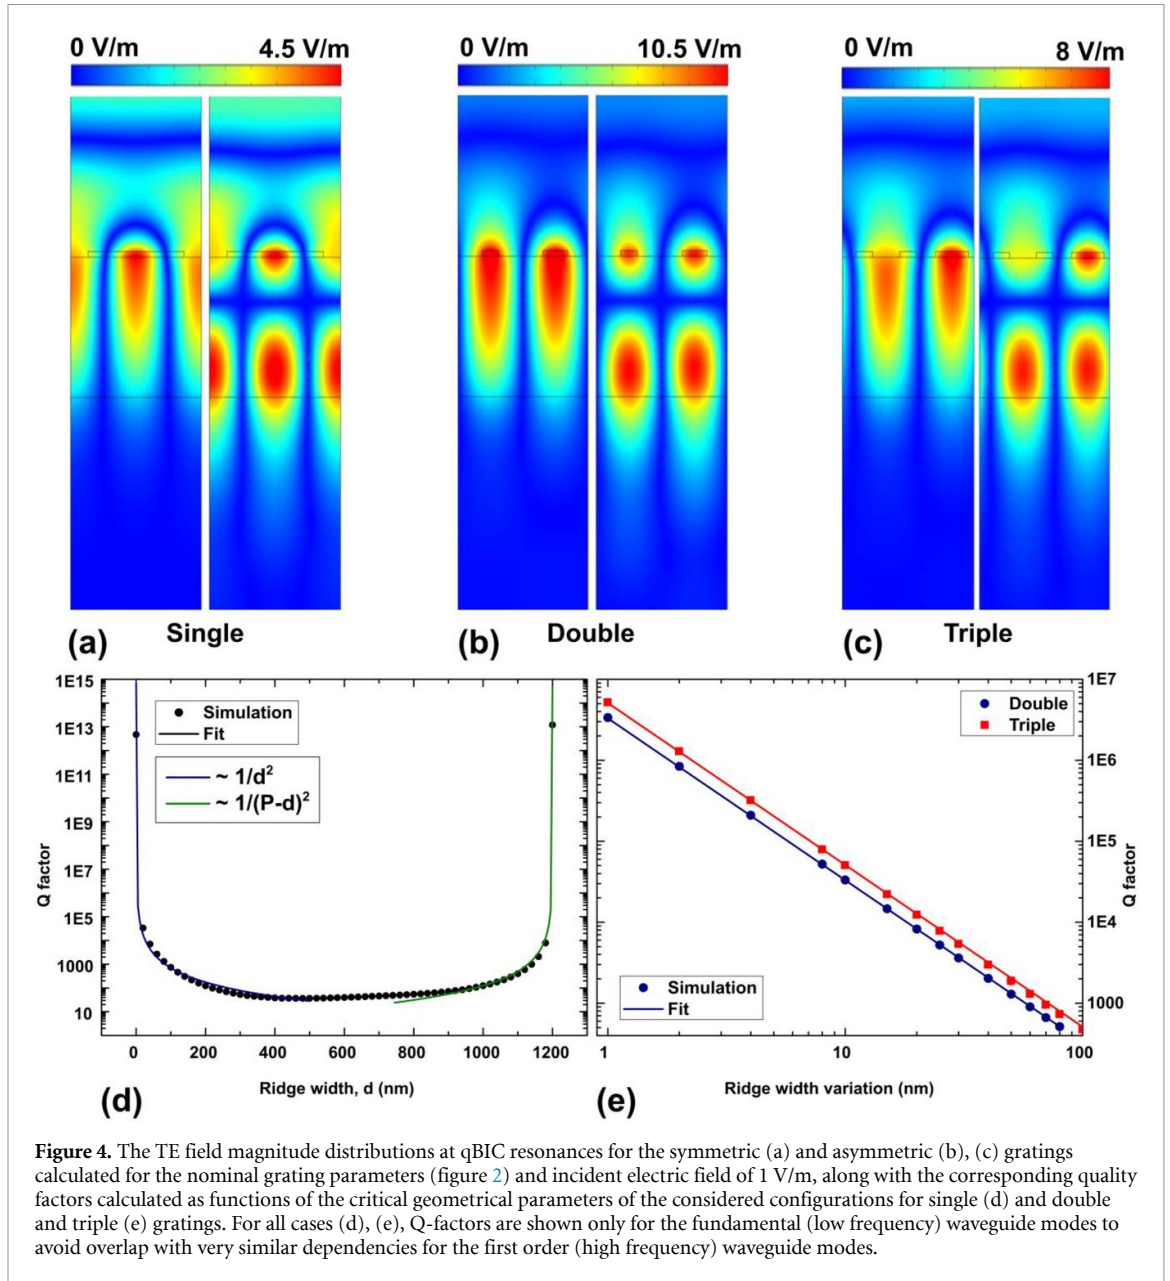 0 V/m 4.5 V/m 0 V/m 10.5 V/m 0 V/m 8 V/m
(a) Single (b) Double (c) Triple
1E15
1E13
1E11
1E9
1E7
1E5
1000
10
Q factor
Simulation
Fit
~ 1/d²
~ 1/(P-d)²
0 200 400 600 800 1000 1200
Ridge width, d (nm)
(d)
Double
Triple
Simulation
Fit
1E7
1E6
1E5
1E4
1000
Q factor
1 10 100
Ridge width variation (nm)
(e)
Figure 4. The TE field magnitude distributions at qBIC resonances for the symmetric (a) and asymmetric (b), (c) gratings
calculated for the nominal grating parameters (figure 2) and incident electric field of 1 V/m, along with the corresponding quality
factors calculated as functions of the critical geometrical parameters of the considered configurations for single (d) and double
and triple (e) gratings. For all cases (d), (e), Q-factors are shown only for the fundamental (low frequency) waveguide modes to
avoid overlap with very similar dependencies for the first order (high frequency) waveguide modes.